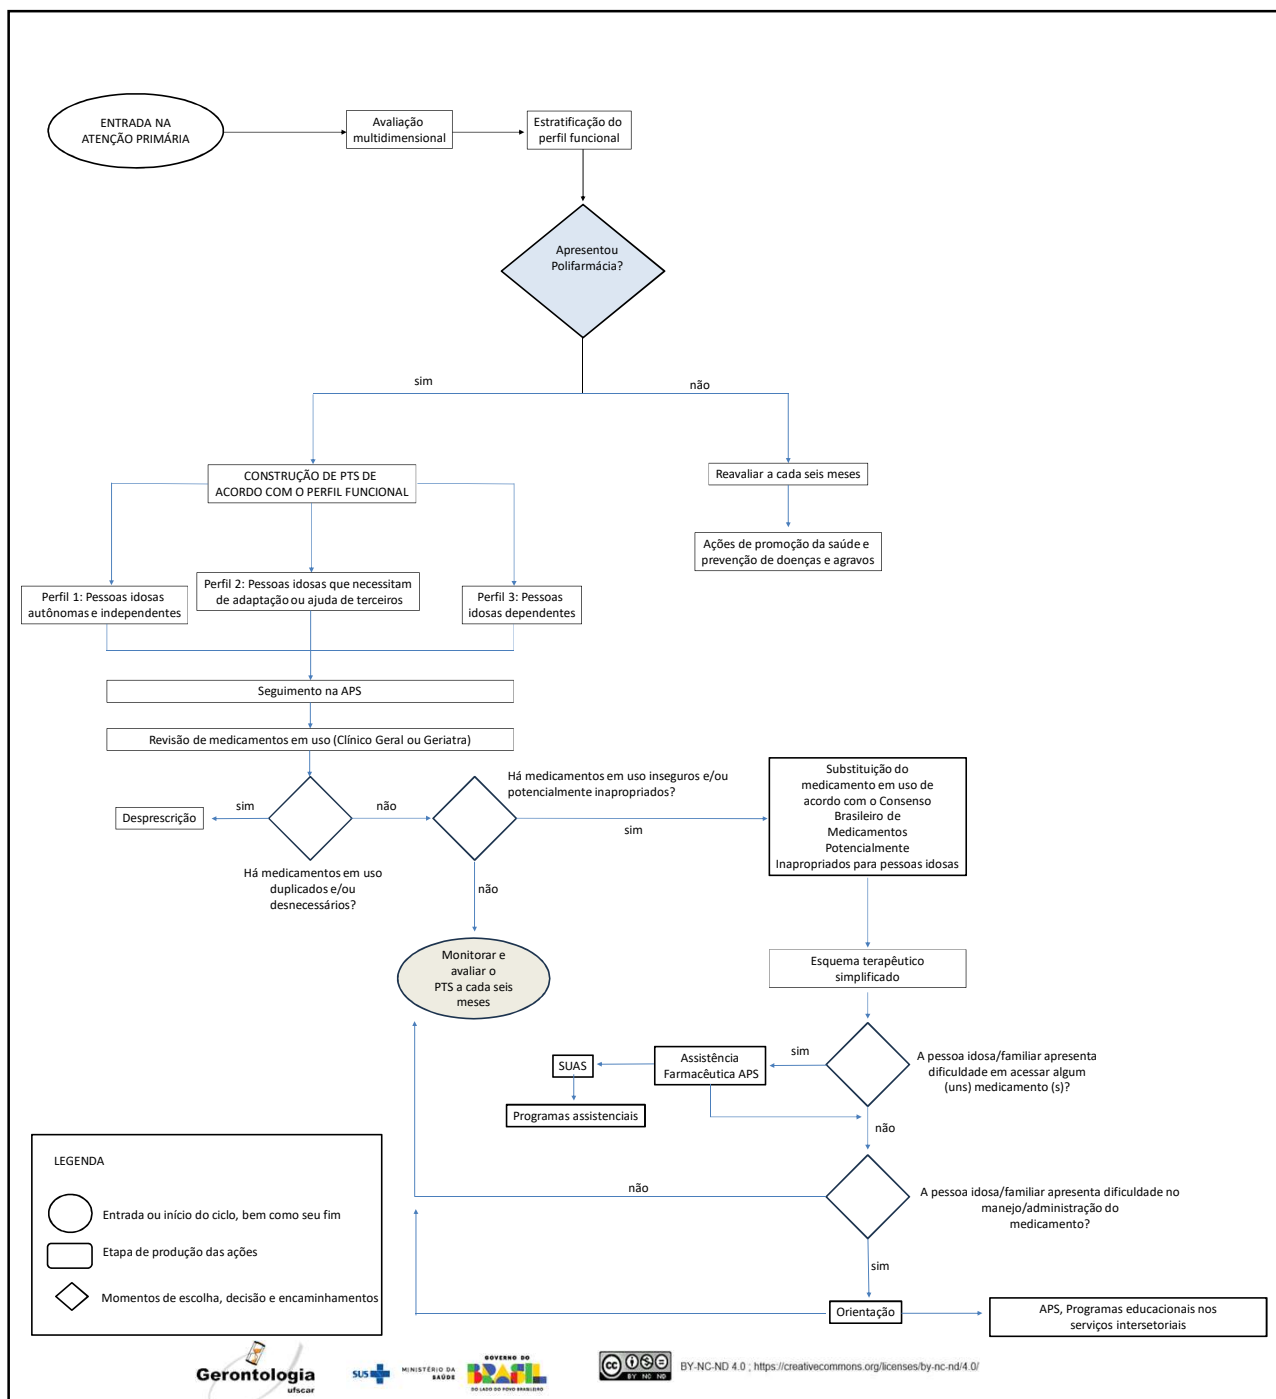 ENTRADA NA
ATENÇÃO PRIMÁRIA
Avaliação
multidimensional
Estratificação do
perfil funcional
Apresentou
Polifarmácia?
sim
não
CONSTRUÇÃO DE PTS DE
ACORDO COM O PERFIL FUNCIONAL
Reavaliar a cada seis meses
Ações de promoção da saúde e
prevenção de doenças e agravos
Perfil 1: Pessoas idosas
autônomas e independentes
Perfil 2: Pessoas idosas que necessitam
de adaptação ou ajuda de terceiros
Perfil 3: Pessoas
idosas dependentes
Seguimento na APS
Revisão de medicamentos em uso (Clínico Geral ou Geriatra)
Desprescrição
sim
não
Há medicamentos em uso
duplicados e/ou
desnecessários?
Há medicamentos em uso inseguros e/ou
potencialmente inapropriados?
sim
não
Substituição do
medicamento em uso de
acordo com o Consenso
Brasileiro de
Medicamentos
Potencialmente
Inapropriados para pessoas idosas
Monitorar e
avaliar o
PTS a cada seis
meses
Esquema terapêutico
simplificado
A pessoa idosa/familiar apresenta
dificuldade em acessar algum
(uns) medicamento (s)?
sim
Assistência
Farmacêutica APS
SUAS
Programas assistenciais
não
A pessoa idosa/familiar apresenta dificuldade no
manejo/administração do
medicamento?
não
sim
Orientação
APS, Programas educacionais nos
serviços intersetoriais
LEGENDA
Entrada ou início do ciclo, bem como seu fim
Etapa de produção das ações
Momentos de escolha, decisão e encaminhamentos
Gerontologia
ufscar
SUS
MINISTÉRIO DA
SAÚDE
GOVERNO DO
BRASIL
DO LADO DO POVO BRASILEIRO
cc
BY NC ND
BY-NC-ND 4.0 ; https://creativecommons.org/licenses/by-nc-nd/4.0/